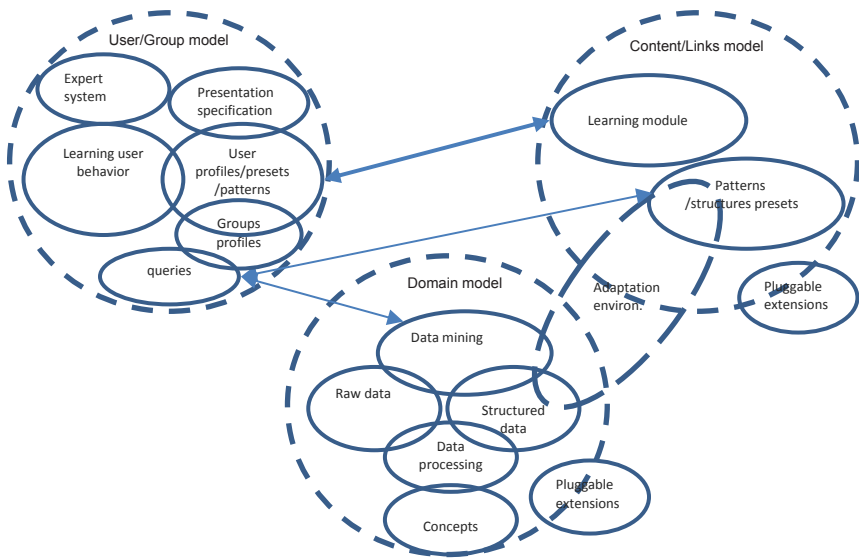 User/Group model
Expert
system
Presentation
specification
Learning user
behavior
User
profiles/presets
/patterns
Groups
profiles
queries
Content/Links model
Learning module
Patterns
/structures presets
Adaptation
environ.
Pluggable
extensions
Domain model
Data mining
Raw data
Structured
data
Data
processing
Concepts
Pluggable
extensions